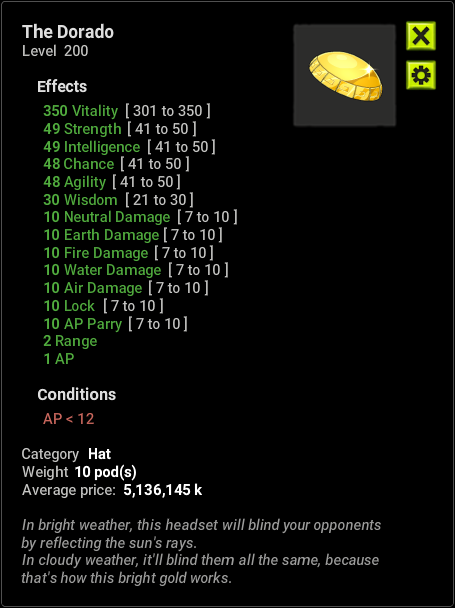 The Dorado
Level 200
Effects
350 Vitality [ 301 to 350 ]
49 Strength [ 41 to 50 ]
49 Intelligence [ 41 to 50 ]
48 Chance [ 41 to 50 ]
48 Agility [ 41 to 50 ]
30 Wisdom [ 21 to 30 ]
10 Neutral Damage [ 7 to 10 ]
10 Earth Damage [ 7 to 10 ]
10 Fire Damage [ 7 to 10 ]
10 Water Damage [ 7 to 10 ]
10 Air Damage [ 7 to 10 ]
10 Lock [ 7 to 10 ]
10 AP Parry [ 7 to 10 ]
2 Range
1 AP
Conditions
AP < 12
Category Hat
Weight 10 pod(s)
Average price: 5,136,145 k
In bright weather, this headset will blind your opponents
by reflecting the sun's rays.
In cloudy weather, it'll blind them all the same, because
that's how this bright gold works.